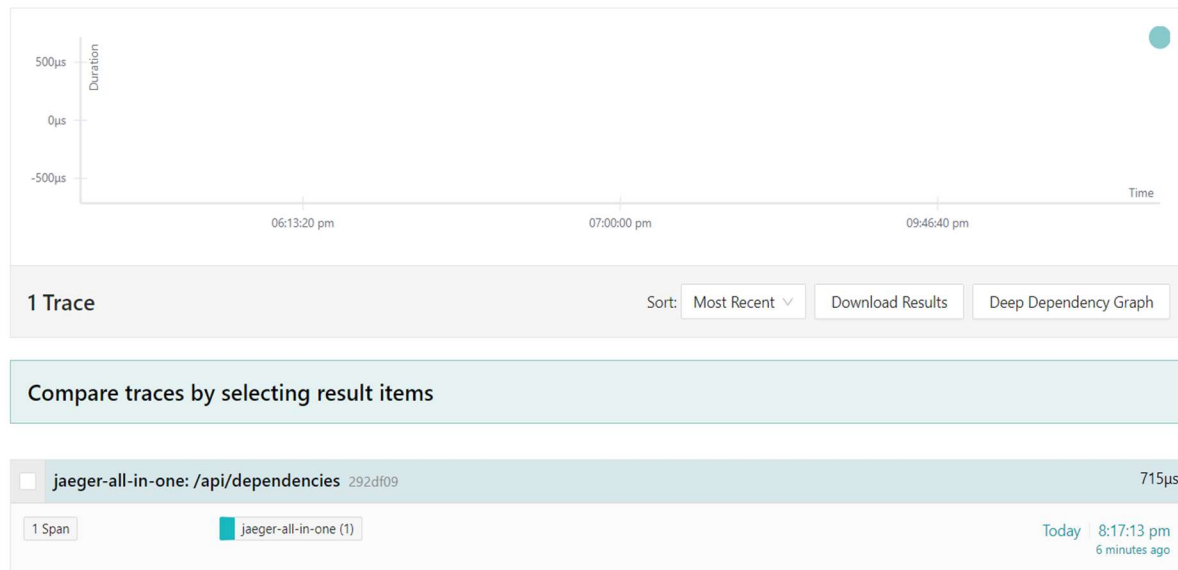 500µs
Duration
0µs
-500µs
Time
06:13:20 pm 07:00:00 pm 09:46:40 pm
1 Trace Sort: Most Recent Download Results Deep Dependency Graph
Compare traces by selecting result items
jaeger-all-in-one: /api/dependencies 292df09 715µs
1 Span jaeger-all-in-one (1) Today 8:17:13 pm
6 minutes ago